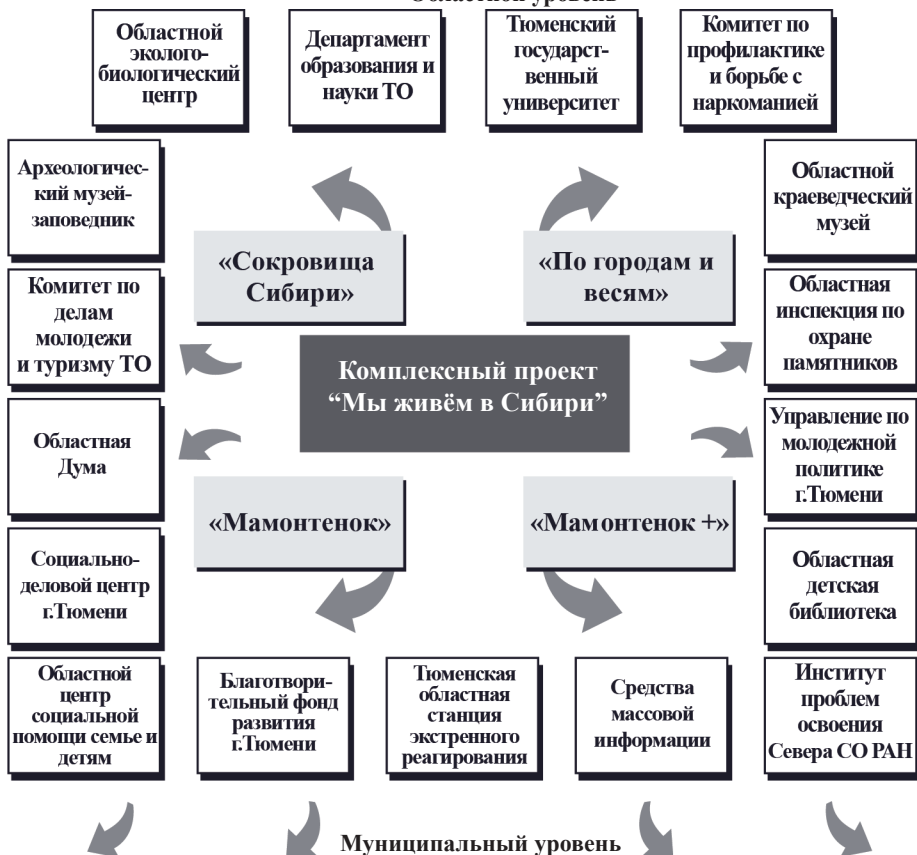 Областной уровень
Областной
эколого-
биологический
центр
Департамент
образования и
науки ТО
Тюменский
государст-
венный
университет
Комитет по
профилактике
и борьбе с
наркоманией
Археологичес-
кий музей-
заповедник
Областной
краеведческий
музей
«Сокровища
Сибири»
«По городам и
весям»
Комитет по
делам
молодежи
и туризму ТО
Областная
инспекция по
охране
памятников
Комплексный проект
“Мы живём в Сибири”
Областная
Дума
Управление по
молодежной
политике
г.Тюмени
«Мамонтенок»
«Мамонтенок +»
Социально-
деловой центр
г.Тюмени
Областная
детская
библиотека
Областной
центр
социальной
помощи семье и
детям
Благотвори-
тельный фонд
развития
г.Тюмени
Тюменская
областная
станция
экстренного
реагирования
Средства
массовой
информации
Институт
проблем
освоения
Севера СО РАН
Муниципальный уровень